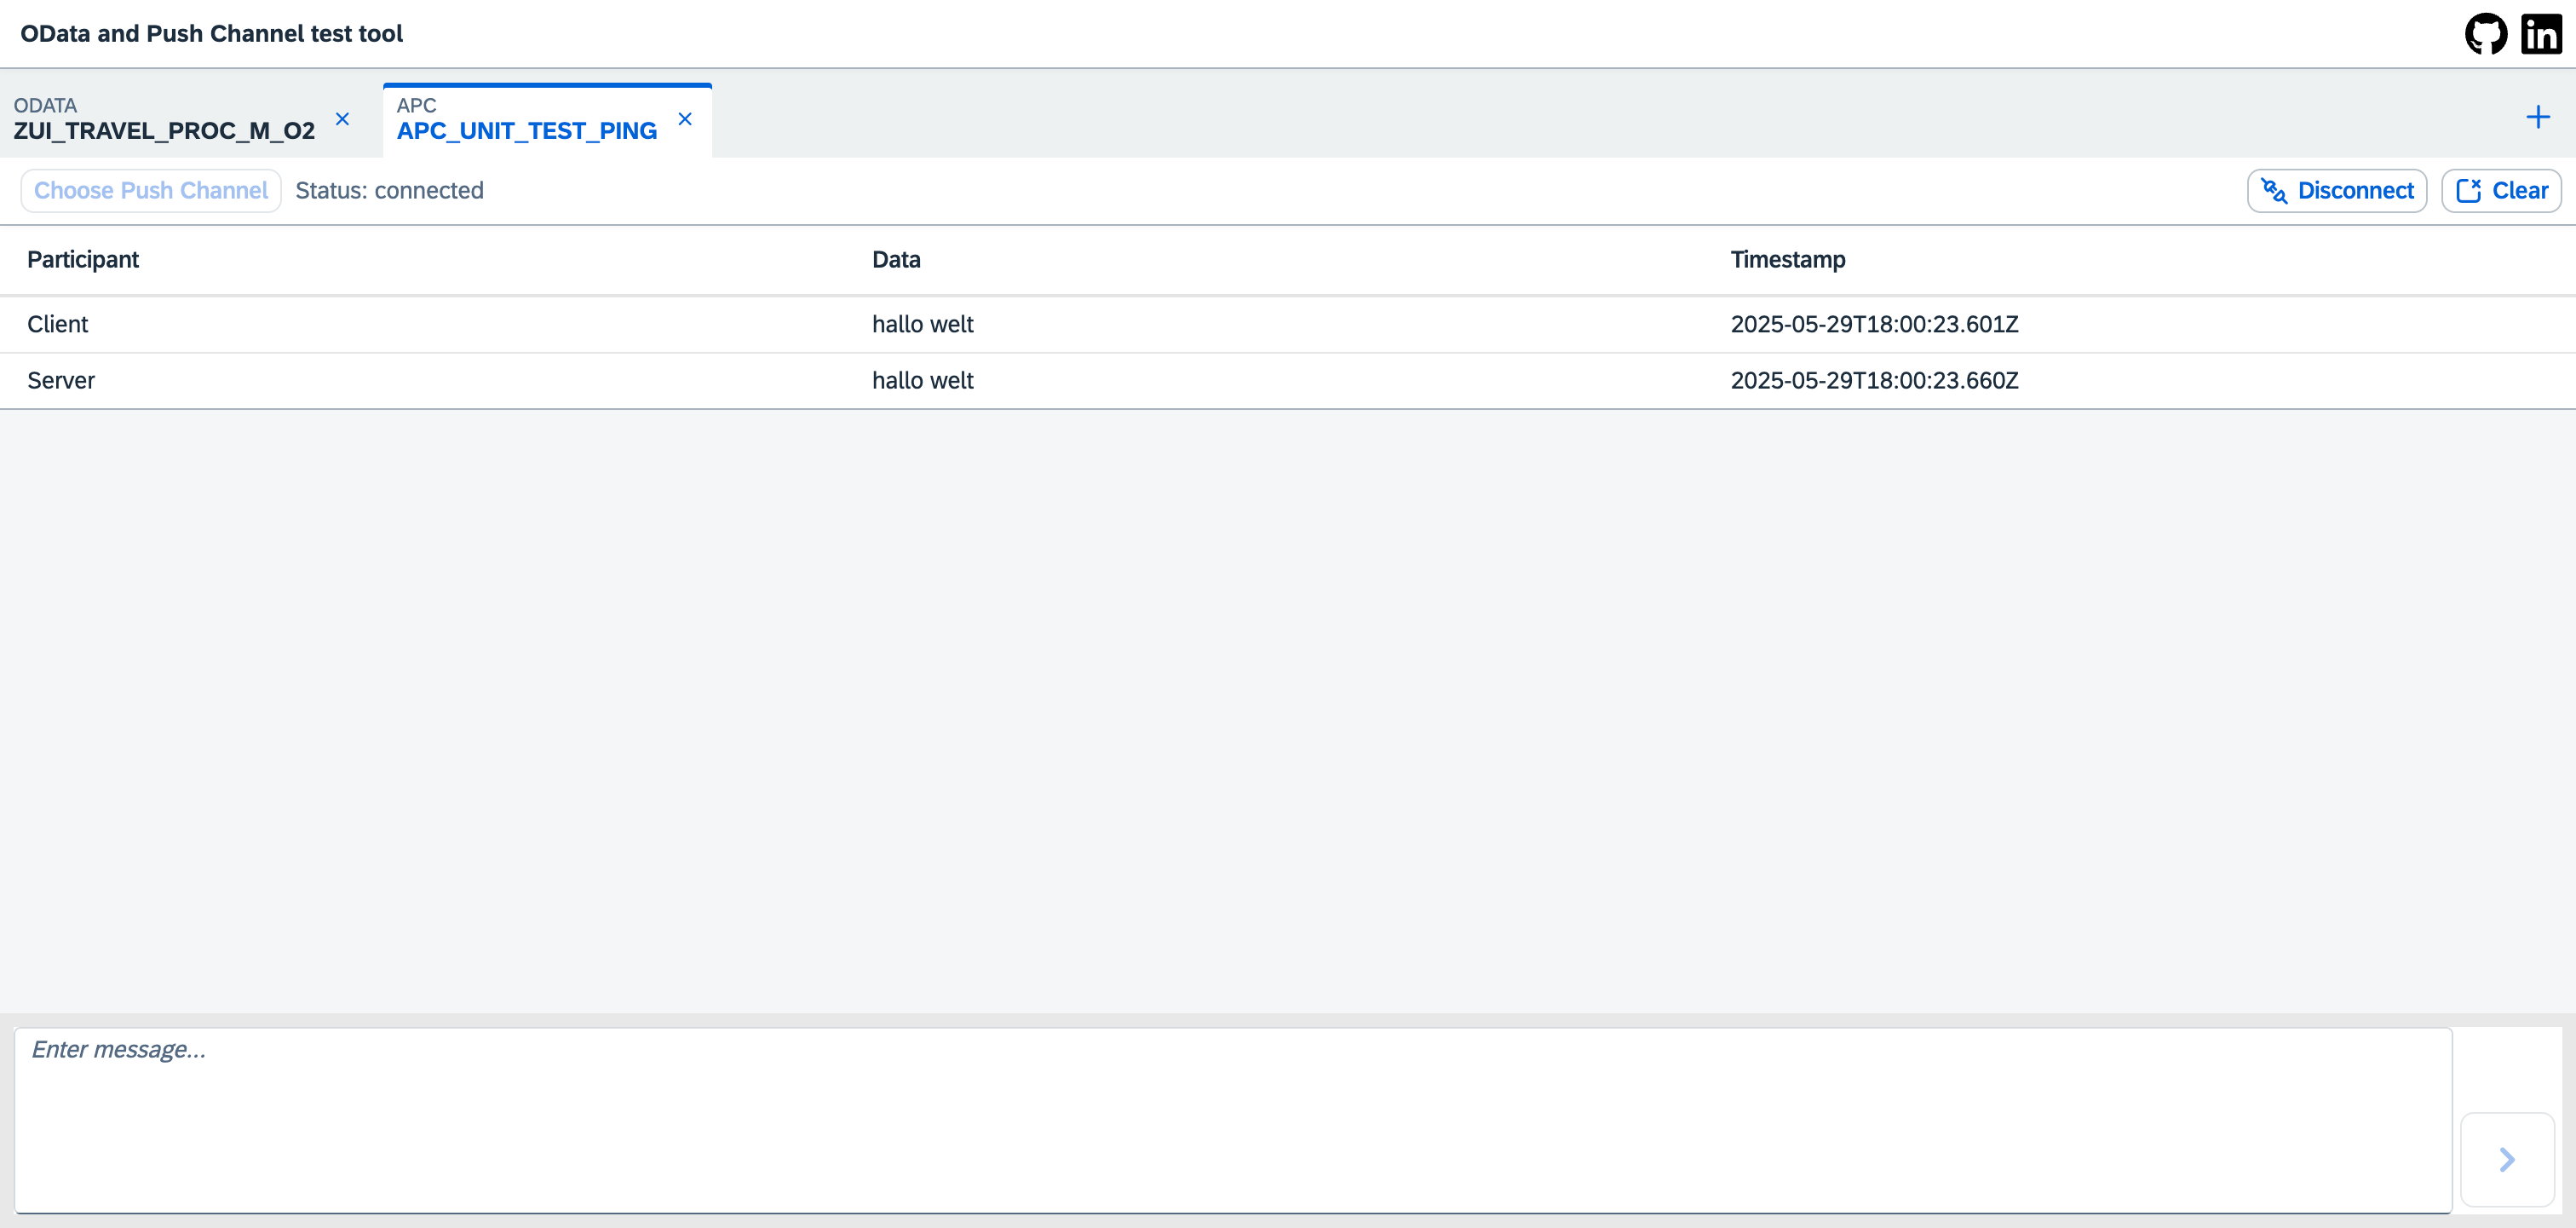 OData and Push Channel test tool
in
ODATA
ZUI_TRAVEL_PROC_M_O2
APC
APC_UNIT_TEST_PING
Choose Push Channel
Status: connected
Disconnect
Clear
Participant Data Timestamp
Client hallo welt 2025-05-29T18:00:23.601Z
Server hallo welt 2025-05-29T18:00:23.660Z
Enter message...